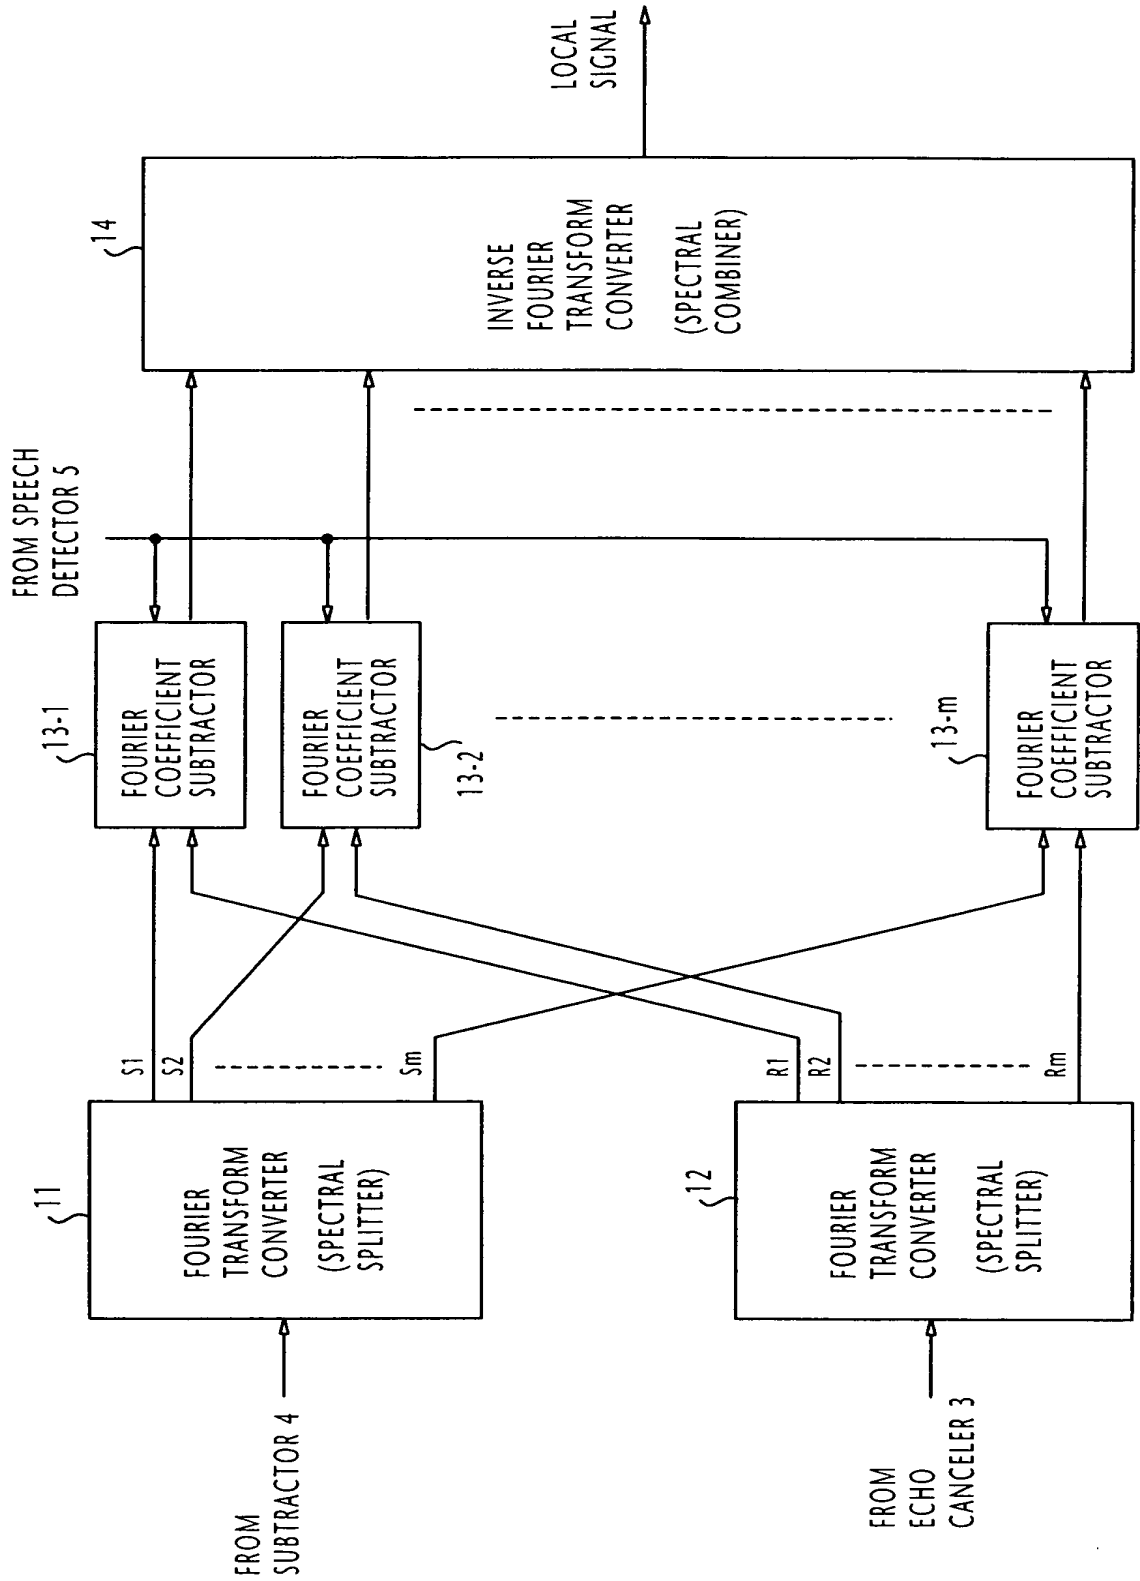 FROM
SUBTRACTOR 4
11
FOURIER
TRANSFORM
CONVERTER
(SPECTRAL
SPLITTER)
S1
S2
Sm
FROM
ECHO
CANCELER 3
12
FOURIER
TRANSFORM
CONVERTER
(SPECTRAL
SPLITTER)
R1
R2
Rm
13-1
FOURIER
COEFFICIENT
SUBTRACTOR
FOURIER
COEFFICIENT
SUBTRACTOR
13-2
13-m
FOURIER
COEFFICIENT
SUBTRACTOR
FROM SPEECH
DETECTOR 5
14
INVERSE
FOURIER
TRANSFORM
CONVERTER
(SPECTRAL
COMBINER)
LOCAL
SIGNAL